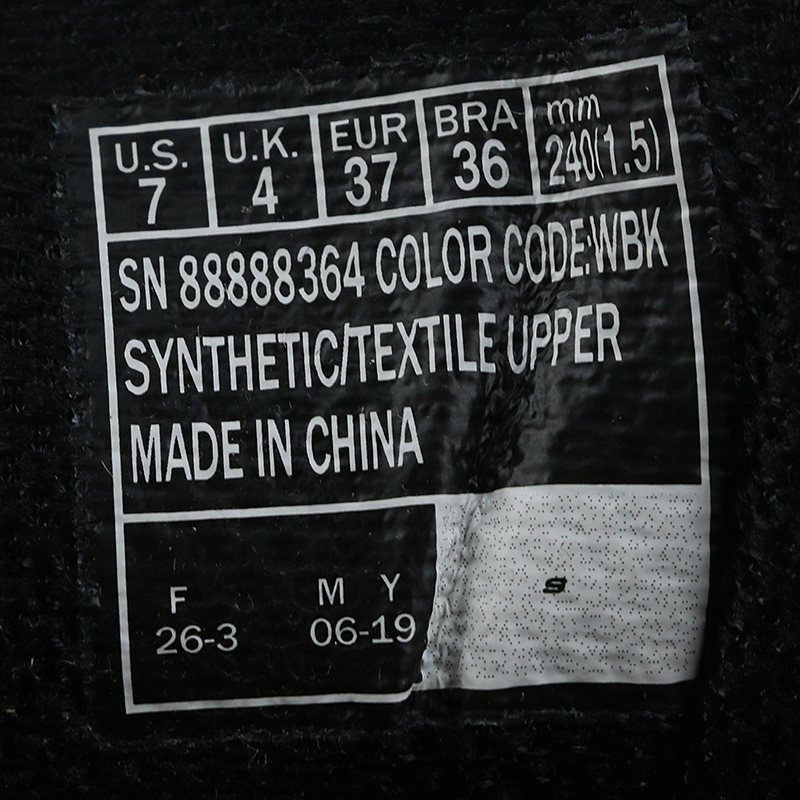 U.S. U.K. EUR BRA mm
7 4 37 36 240(1.5)
SN 88888364 COLOR CODE:WBK
SYNTHETIC/TEXTILE UPPER
MADE IN CHINA
F M Y
26-3 06-19